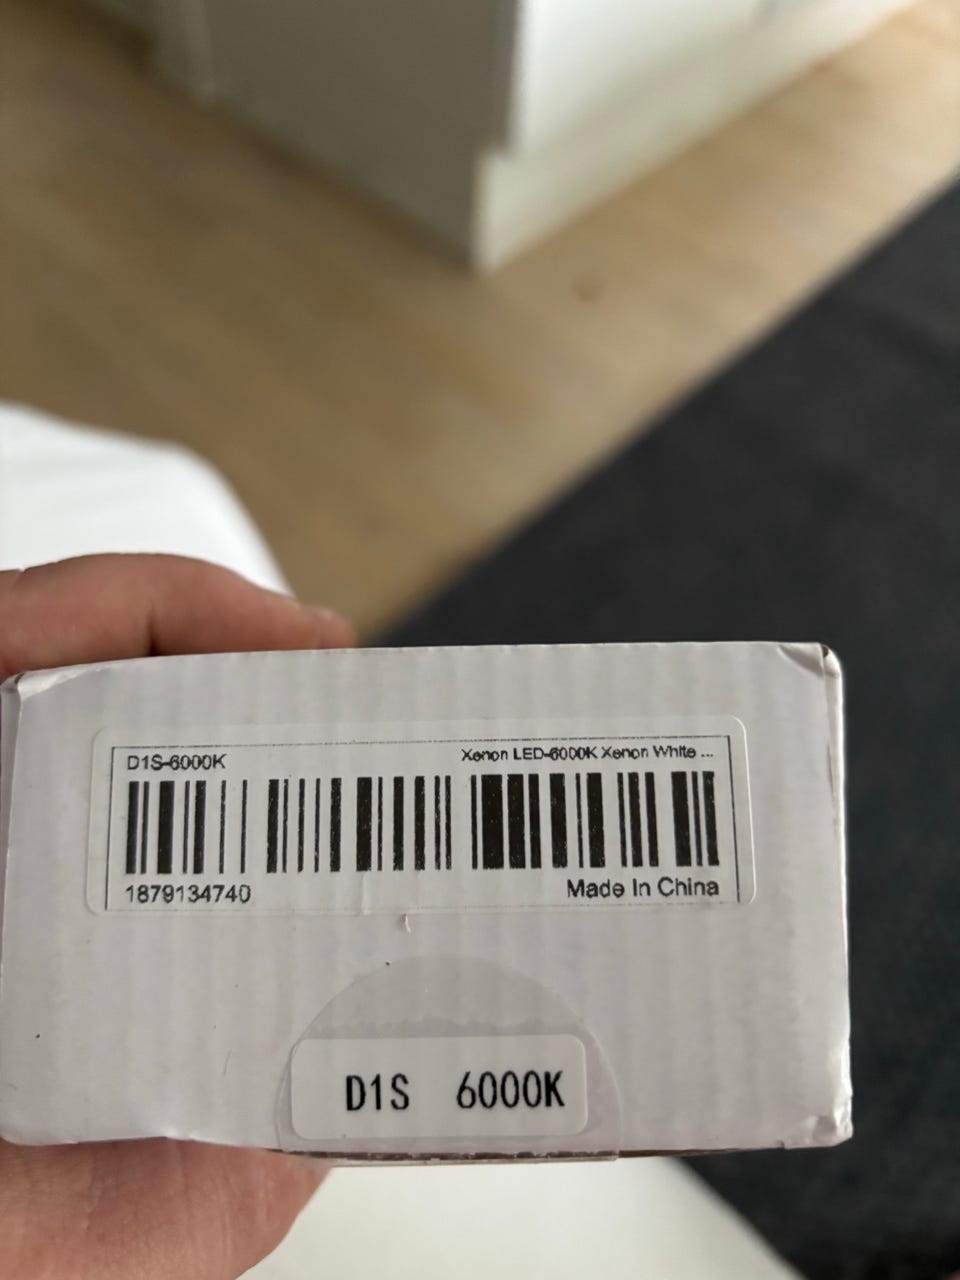 D1S-6000K Xenon LED-6000K Xenon White ...
1879134740 Made In China
D1S 6000K